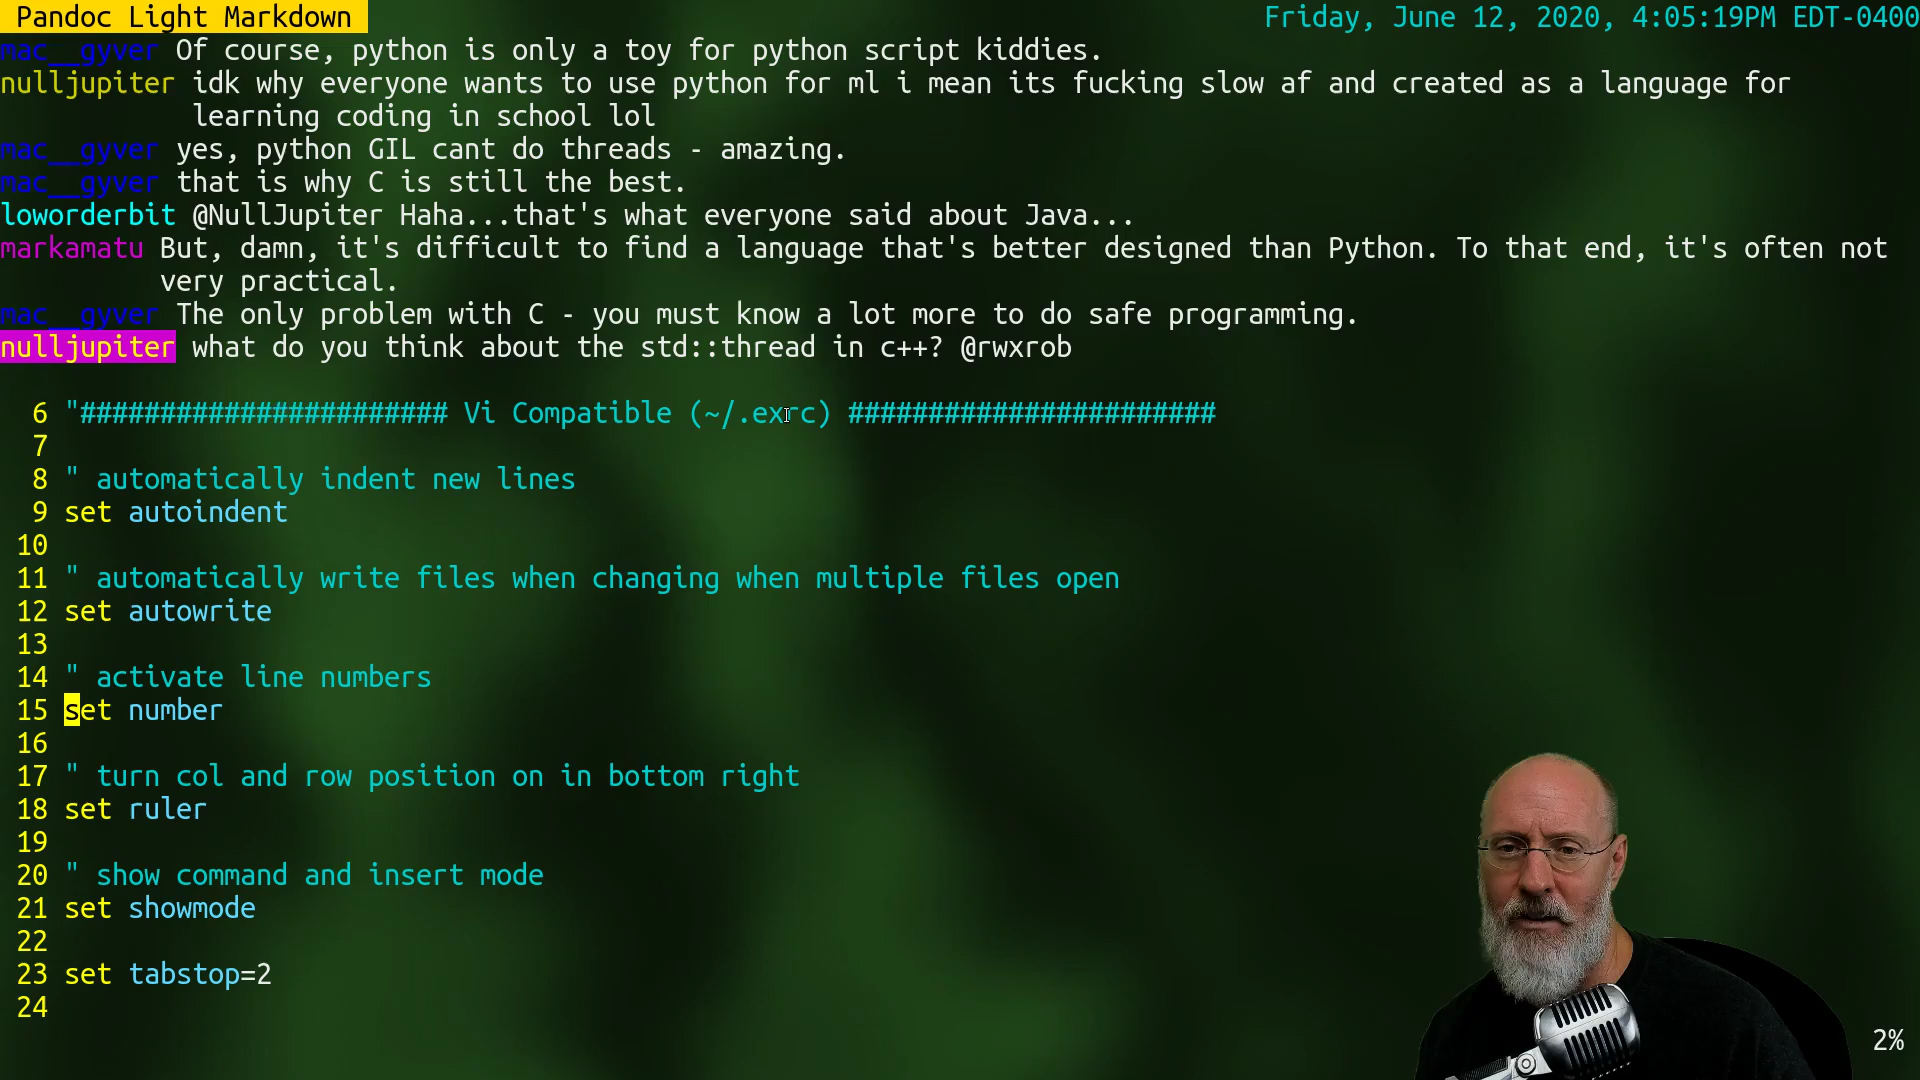 Pandoc Light Markdown
Friday, June 12, 2020, 4:05:19PM EDT-0400
mac__gyver Of course, python is only a toy for python script kiddies.
nulljupiter idk why everyone wants to use python for ml i mean its fucking slow af and created as a language for
learning coding in school lol
mac__gyver yes, python GIL cant do threads - amazing.
mac__gyver that is why C is still the best.
loworderbit @NullJupiter Haha...that's what everyone said about Java...
markamatu But, damn, it's difficult to find a language that's better designed than Python. To that end, it's often not
very practical.
mac__gyver The only problem with C - you must know a lot more to do safe programming.
nulljupiter what do you think about the std::thread in c++? @rwxrob
6 "####################### Vi Compatible (~/.exrc) #######################
7
8 " automatically indent new lines
9 set autoindent
10
11 " automatically write files when changing when multiple files open
12 set autowrite
13
14 " activate line numbers
15 set number
16
17 " turn col and row position on in bottom right
18 set ruler
19
20 " show command and insert mode
21 set showmode
22
23 set tabstop=2
24
2%